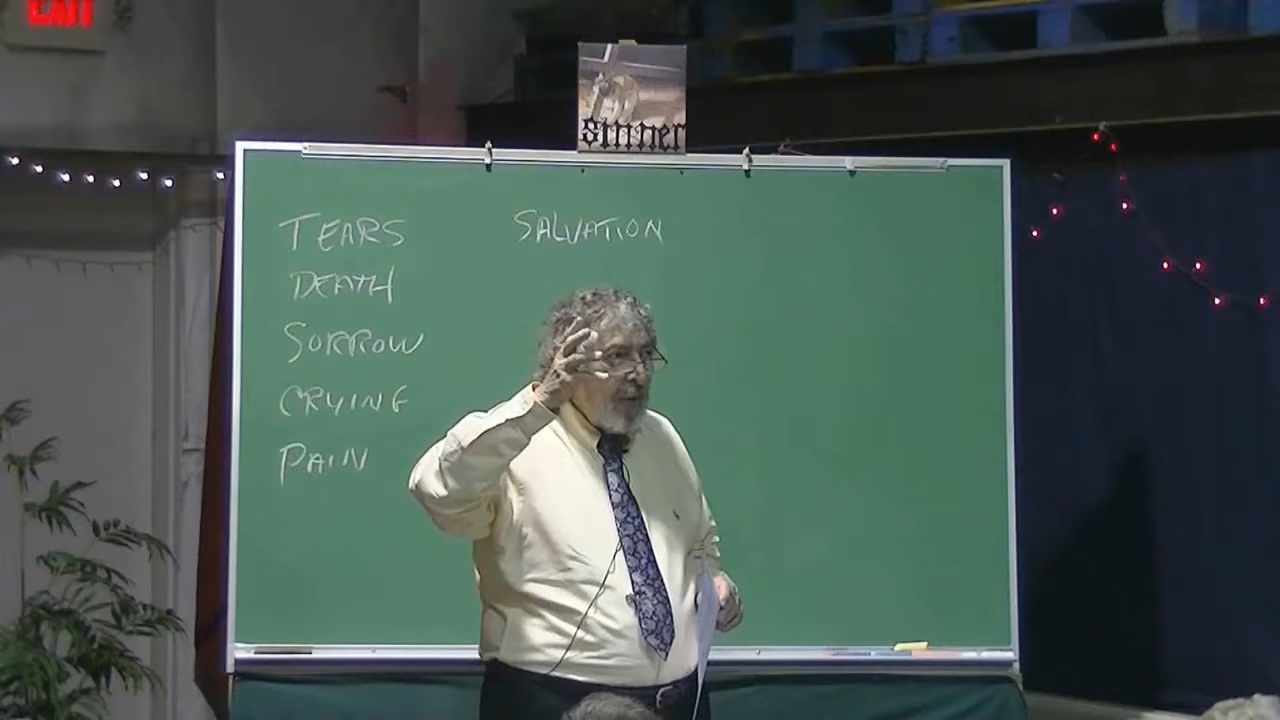 EXIT
sinner
TEARS SALVATION
DEATH
SORROW
CRYING
PAIN